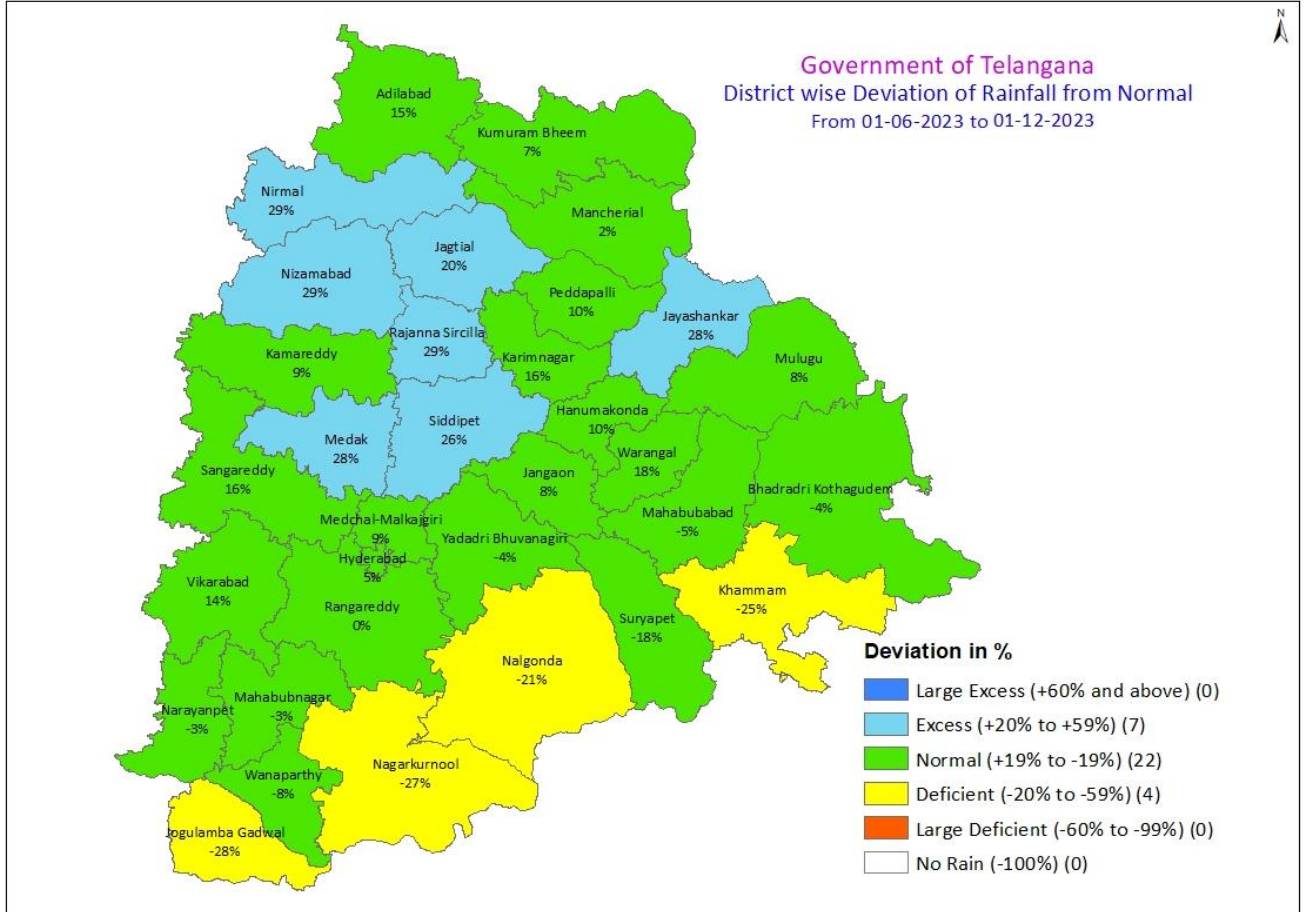 N
Government of Telangana
District wise Deviation of Rainfall from Normal
From 01-06-2023 to 01-12-2023
Adilabad
15%
Kumuram Bheem
7%
Nirmal
29%
Mancherial
2%
Jagtial
20%
Nizamabad
29%
Peddapalli
10%
Jayashankar
28%
Rajanna Sircilla
29%
Kamareddy
9%
Karimnagar
16%
Mulugu
8%
Hanumakonda
10%
Siddipet
26%
Medak
28%
Warangal
18%
Sangareddy
16%
Jangaon
8%
Bhadradri Kothagudem
-4%
Mahabubabad
-5%
Medchal-Malkajgiri
9%
Yadadri Bhuvanagiri
-4%
Hyderabad
5%
Vikarabad
14%
Rangareddy
0%
Khammam
-25%
Suryapet
-18%
Nalgonda
-21%
Mahabubnagar
-3%
Narayanpet
-3%
Nagarkurnool
-27%
Wanaparthy
-8%
Jogulamba Gadwal
-28%
Deviation in %
Large Excess (+60% and above) (0)
Excess (+20% to +59%) (7)
Normal (+19% to -19%) (22)
Deficient (-20% to -59%) (4)
Large Deficient (-60% to -99%) (0)
No Rain (-100%) (0)